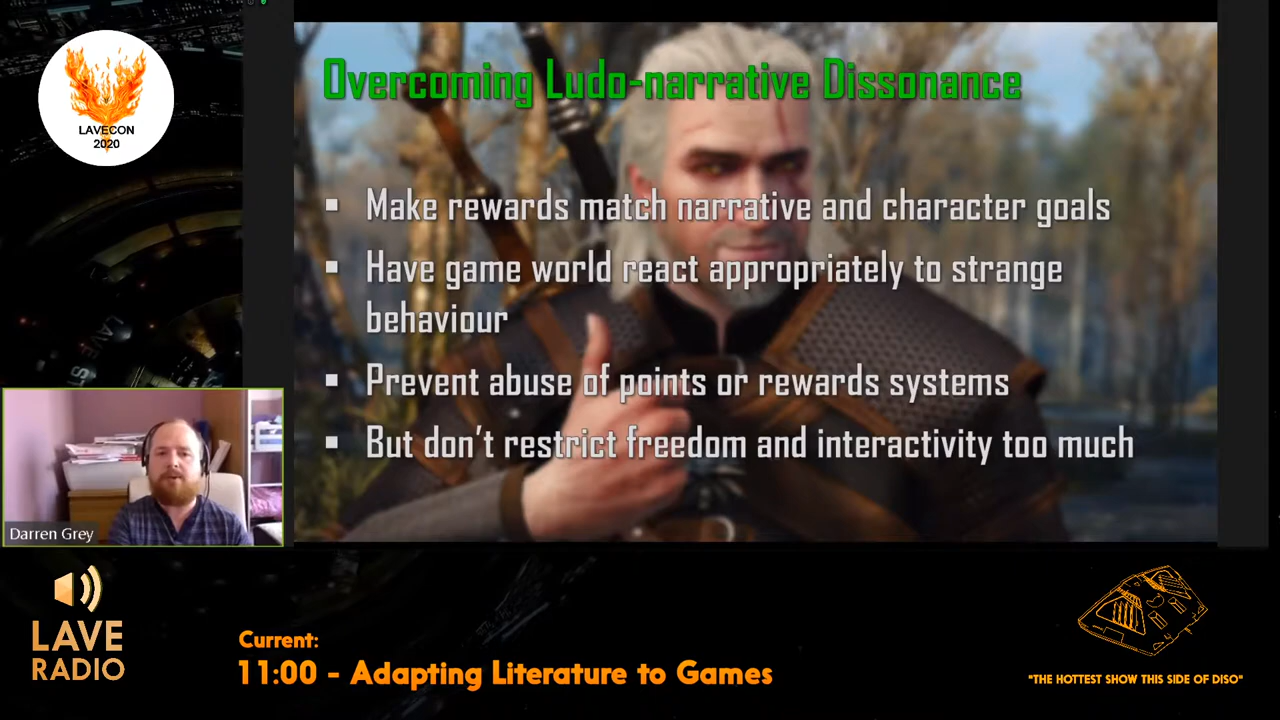 LAVECON
2020
Overcoming Ludo-narrative Dissonance
▪ Make rewards match narrative and character goals
▪ Have game world react appropriately to strange
behaviour
▪ Prevent abuse of points or rewards systems
▪ But don't restrict freedom and interactivity too much
Darren Grey
LAVE
RADIO
Current:
11:00 - Adapting Literature to Games
"THE HOTTEST SHOW THIS SIDE OF DISO"